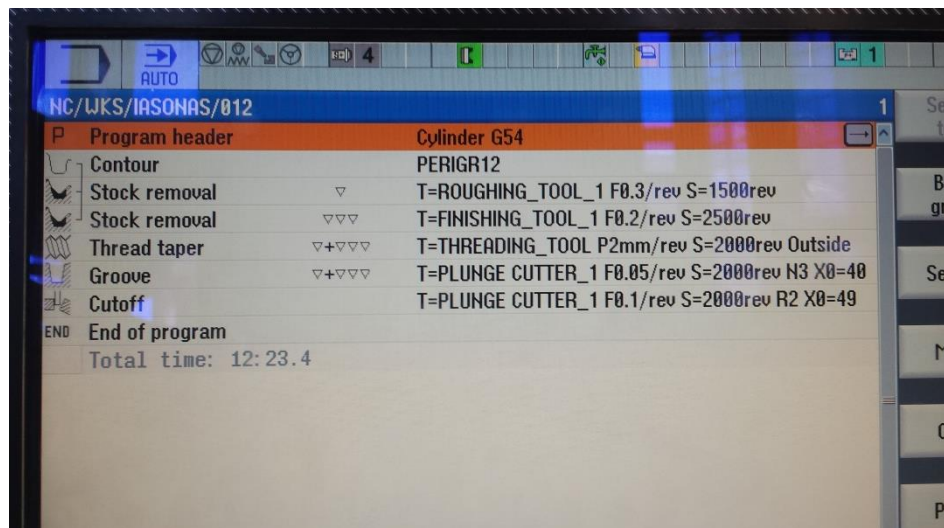 4 1
AUTO
NC/WKS/IASONAS/012 1
P Program header Cylinder G54
Contour PERIGR12
Stock removal ▽ T=ROUGHING_TOOL_1 F0.3/rev S=1500rev
Stock removal ▽▽▽ T=FINISHING_TOOL_1 F0.2/rev S=2500rev
Thread taper ▽+▽▽▽ T=THREADING_TOOL P2mm/rev S=2000rev Outside
Groove ▽+▽▽▽ T=PLUNGE CUTTER_1 F0.05/rev S=2000rev N3 X0=40
Cutoff T=PLUNGE CUTTER_1 F0.1/rev S=2000rev R2 X0=49
END End of program
Total time: 12:23.4